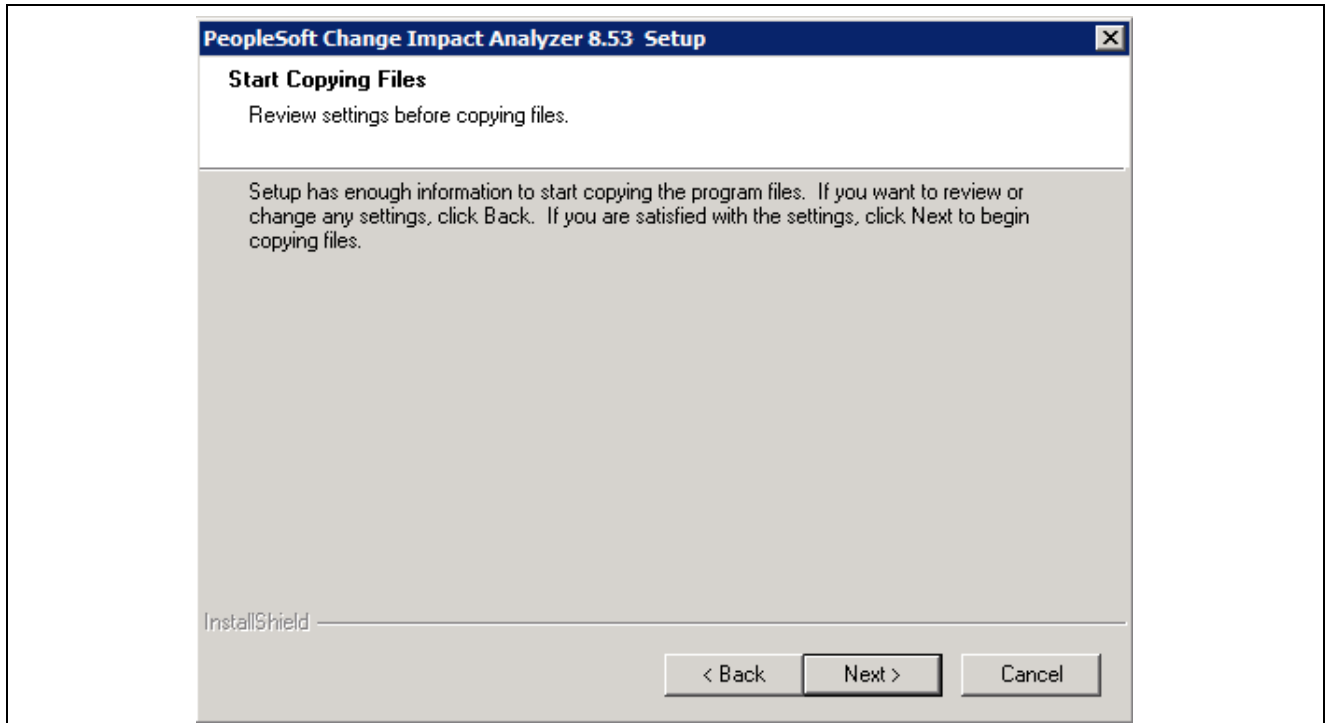 PeopleSoft Change Impact Analyzer 8.53  Setup
Start Copying Files
Review settings before copying files.
Setup has enough information to start copying the program files.  If you want to review or
change any settings, click Back.  If you are satisfied with the settings, click Next to begin
copying files.
InstallShield
< Back
Next >
Cancel